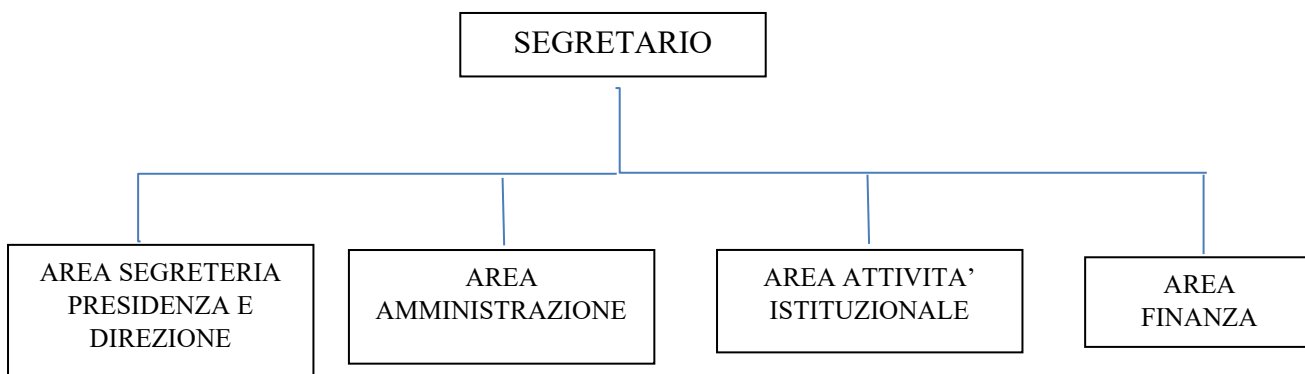 SEGRETARIO
AREA SEGRETERIA
PRESIDENZA E
DIREZIONE
AREA
AMMINISTRAZIONE
AREA ATTIVITA’
ISTITUZIONALE
AREA
FINANZA